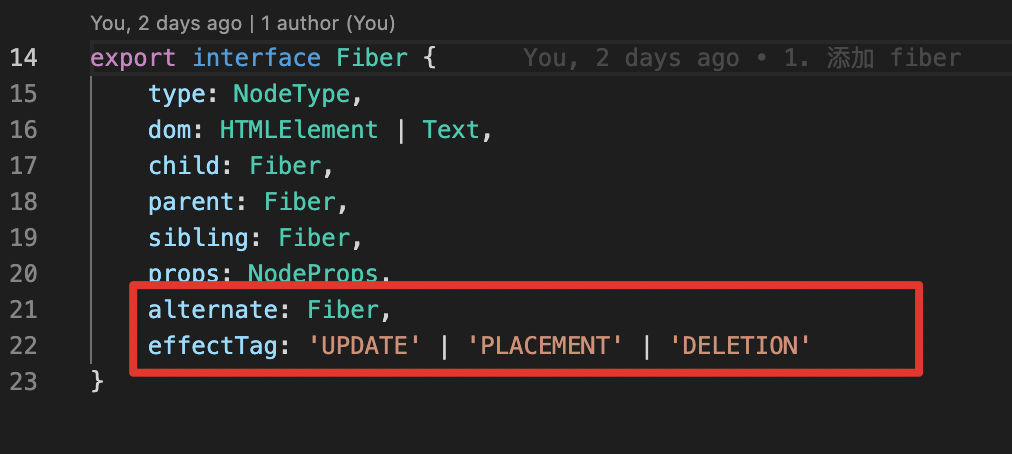 You, 2 days ago | 1 author (You)
14 export interface Fiber { You, 2 days ago • 1. 添加 fiber
15 type: NodeType,
16 dom: HTMLElement | Text,
17 child: Fiber,
18 parent: Fiber,
19 sibling: Fiber,
20 props: NodeProps,
21 alternate: Fiber,
22 effectTag: 'UPDATE' | 'PLACEMENT' | 'DELETION'
23 }